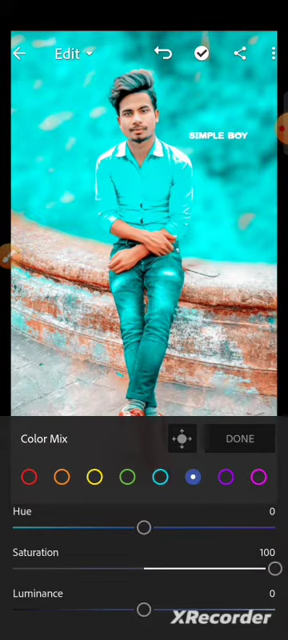 Edit
SIMPLE BOY
Color Mix
DONE
Hue 0
Saturation 100
Luminance 0
XRecorder